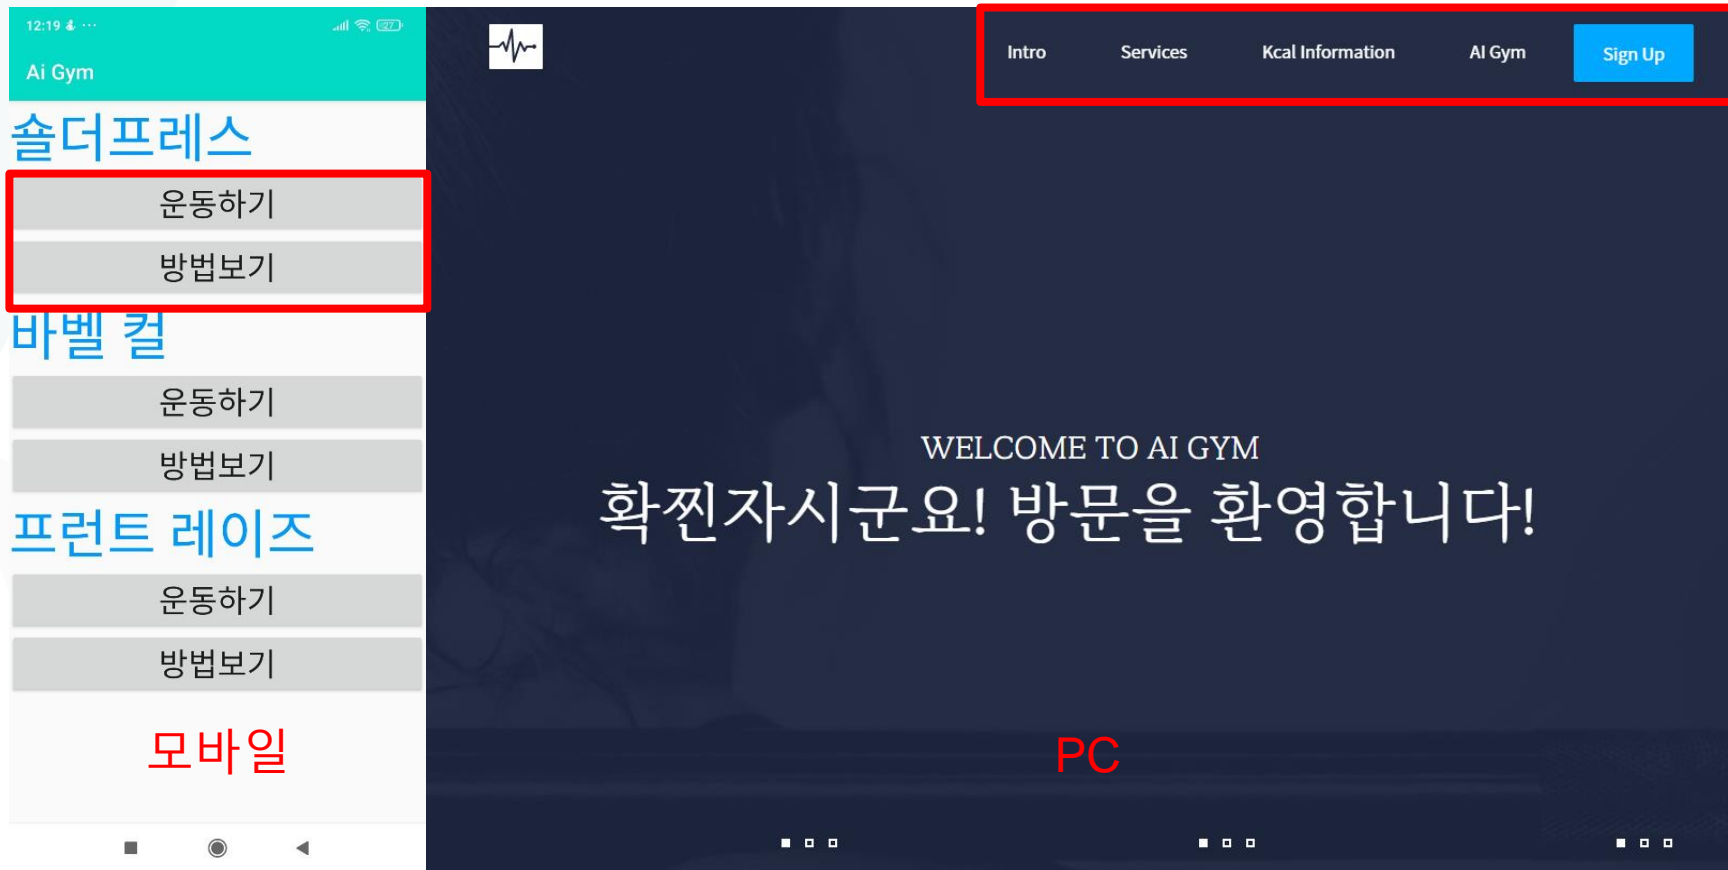 12:19
27
Ai Gym
숄더프레스
운동하기
방법보기
바벨 컬
운동하기
방법보기
프런트 레이즈
운동하기
방법보기
모바일
Intro Services Kcal Information AI Gym Sign Up
WELCOME TO AI GYM
확찐자시군요! 방문을 환영합니다!
PC